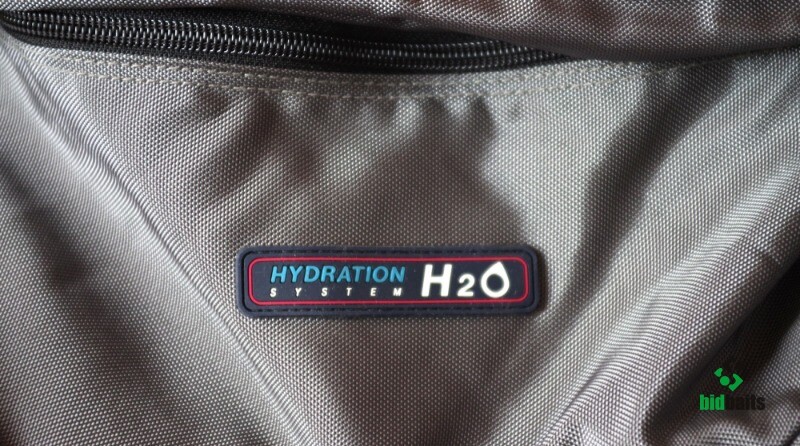 HYDRATION
SYSTEM H2O
bidbaits